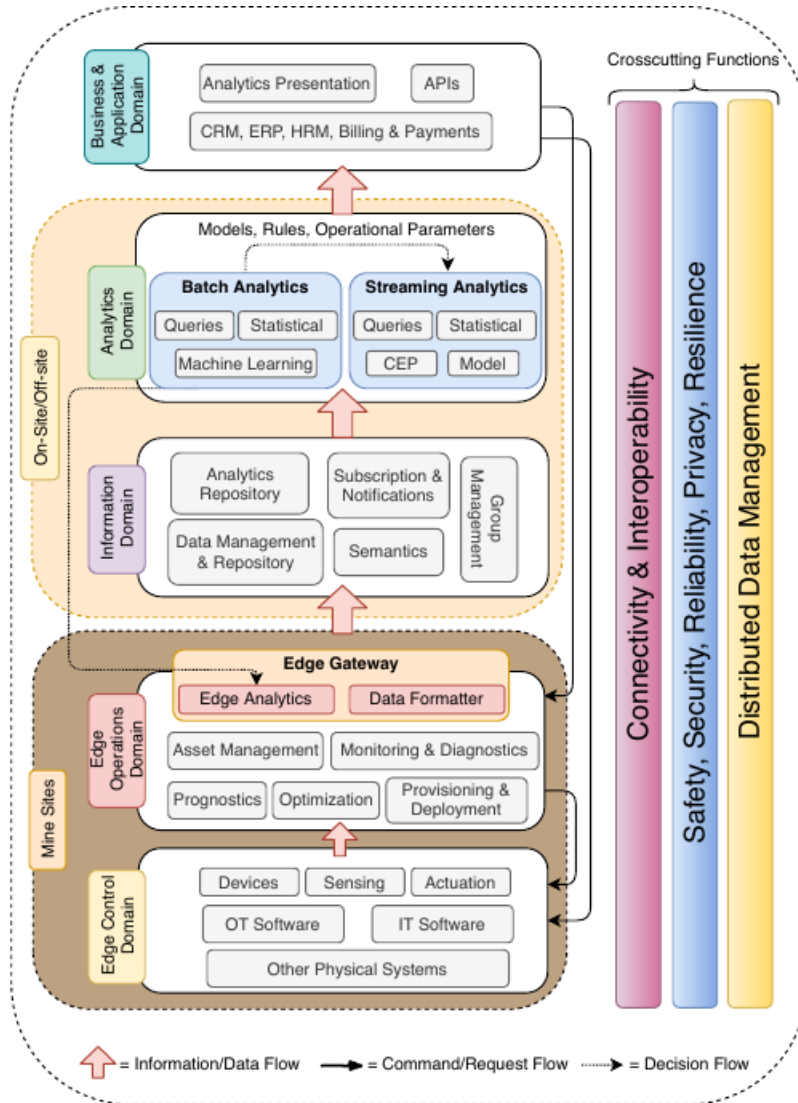 Business &
Application
Domain
Analytics Presentation
APIs
CRM, ERP, HRM, Billing & Payments
Crosscutting Functions
Connectivity & Interoperability
Safety, Security, Reliability, Privacy, Resilience
Distributed Data Management
On-Site/Off-site
Analytics
Domain
Models, Rules, Operational Parameters
Batch Analytics
Queries
Statistical
Machine Learning
Streaming Analytics
Queries
Statistical
CEP
Model
Information
Domain
Analytics
Repository
Subscription &
Notifications
Group
Management
Data Management
& Repository
Semantics
Mine Sites
Edge
Operations
Domain
Edge Gateway
Edge Analytics
Data Formatter
Asset Management
Monitoring & Diagnostics
Prognostics
Optimization
Provisioning &
Deployment
Edge Control
Domain
Devices
Sensing
Actuation
OT Software
IT Software
Other Physical Systems
= Information/Data Flow
= Command/Request Flow
= Decision Flow